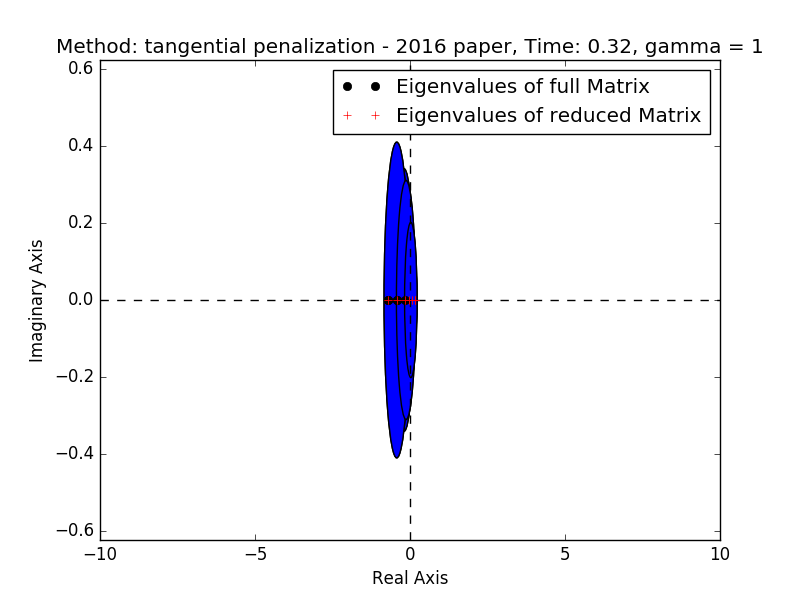 Method: tangential penalization - 2016 paper, Time: 0.32, gamma = 1
Eigenvalues of full Matrix
Eigenvalues of reduced Matrix
0.6
0.4
0.2
0.0
−0.2
−0.4
−0.6
Imaginary Axis
−10
−5
0
5
10
Real Axis